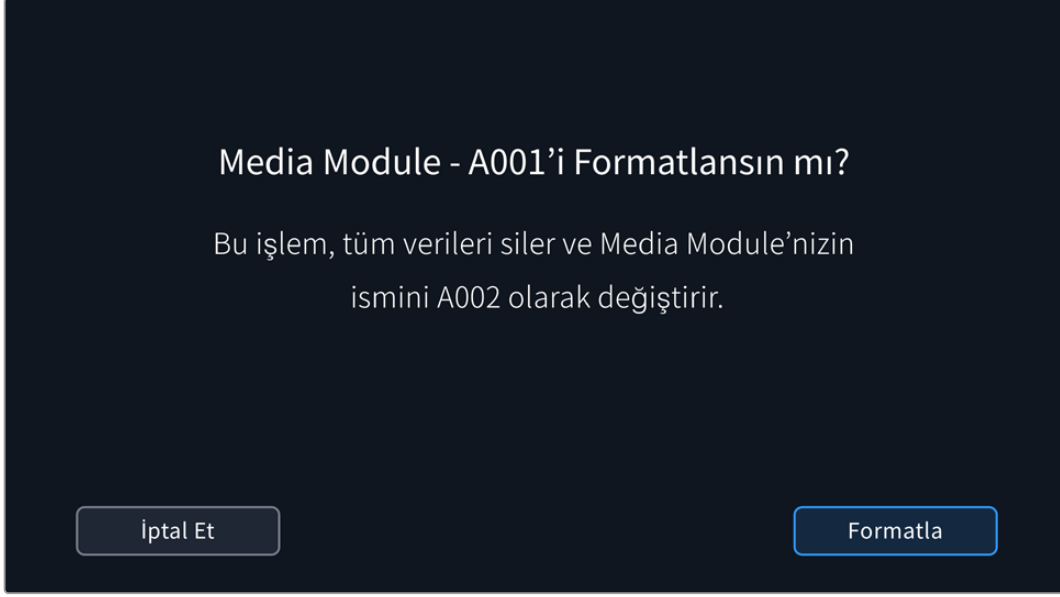 Media Module - A001’i Formatlansın mı?
Bu işlem, tüm verileri siler ve Media Module’nizin
ismini A002 olarak değiştirir.
İptal Et
Formatla